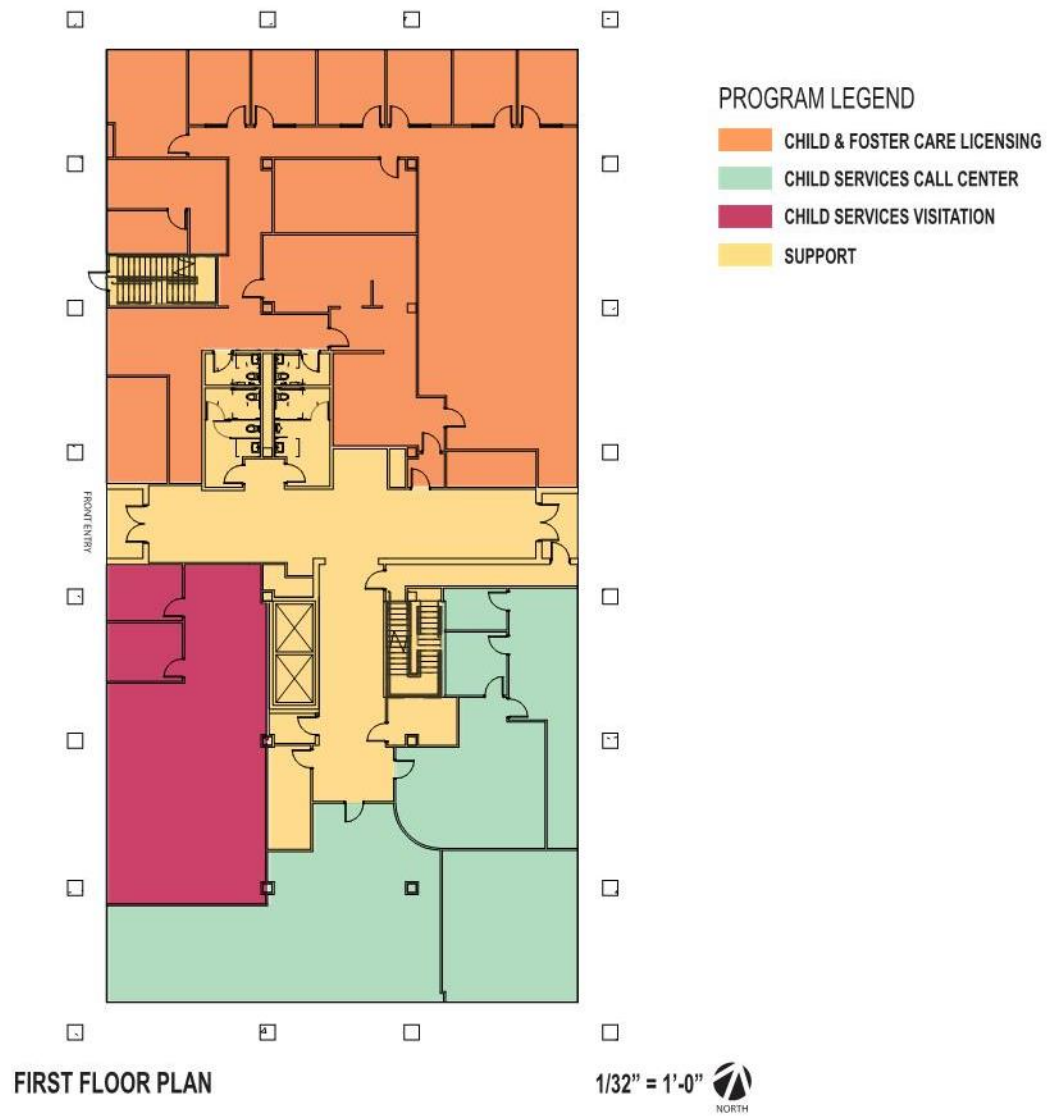 PROGRAM LEGEND
CHILD & FOSTER CARE LICENSING
CHILD SERVICES CALL CENTER
CHILD SERVICES VISITATION
SUPPORT
FRONT ENTRY
FIRST FLOOR PLAN
1/32” = 1’-0”
NORTH